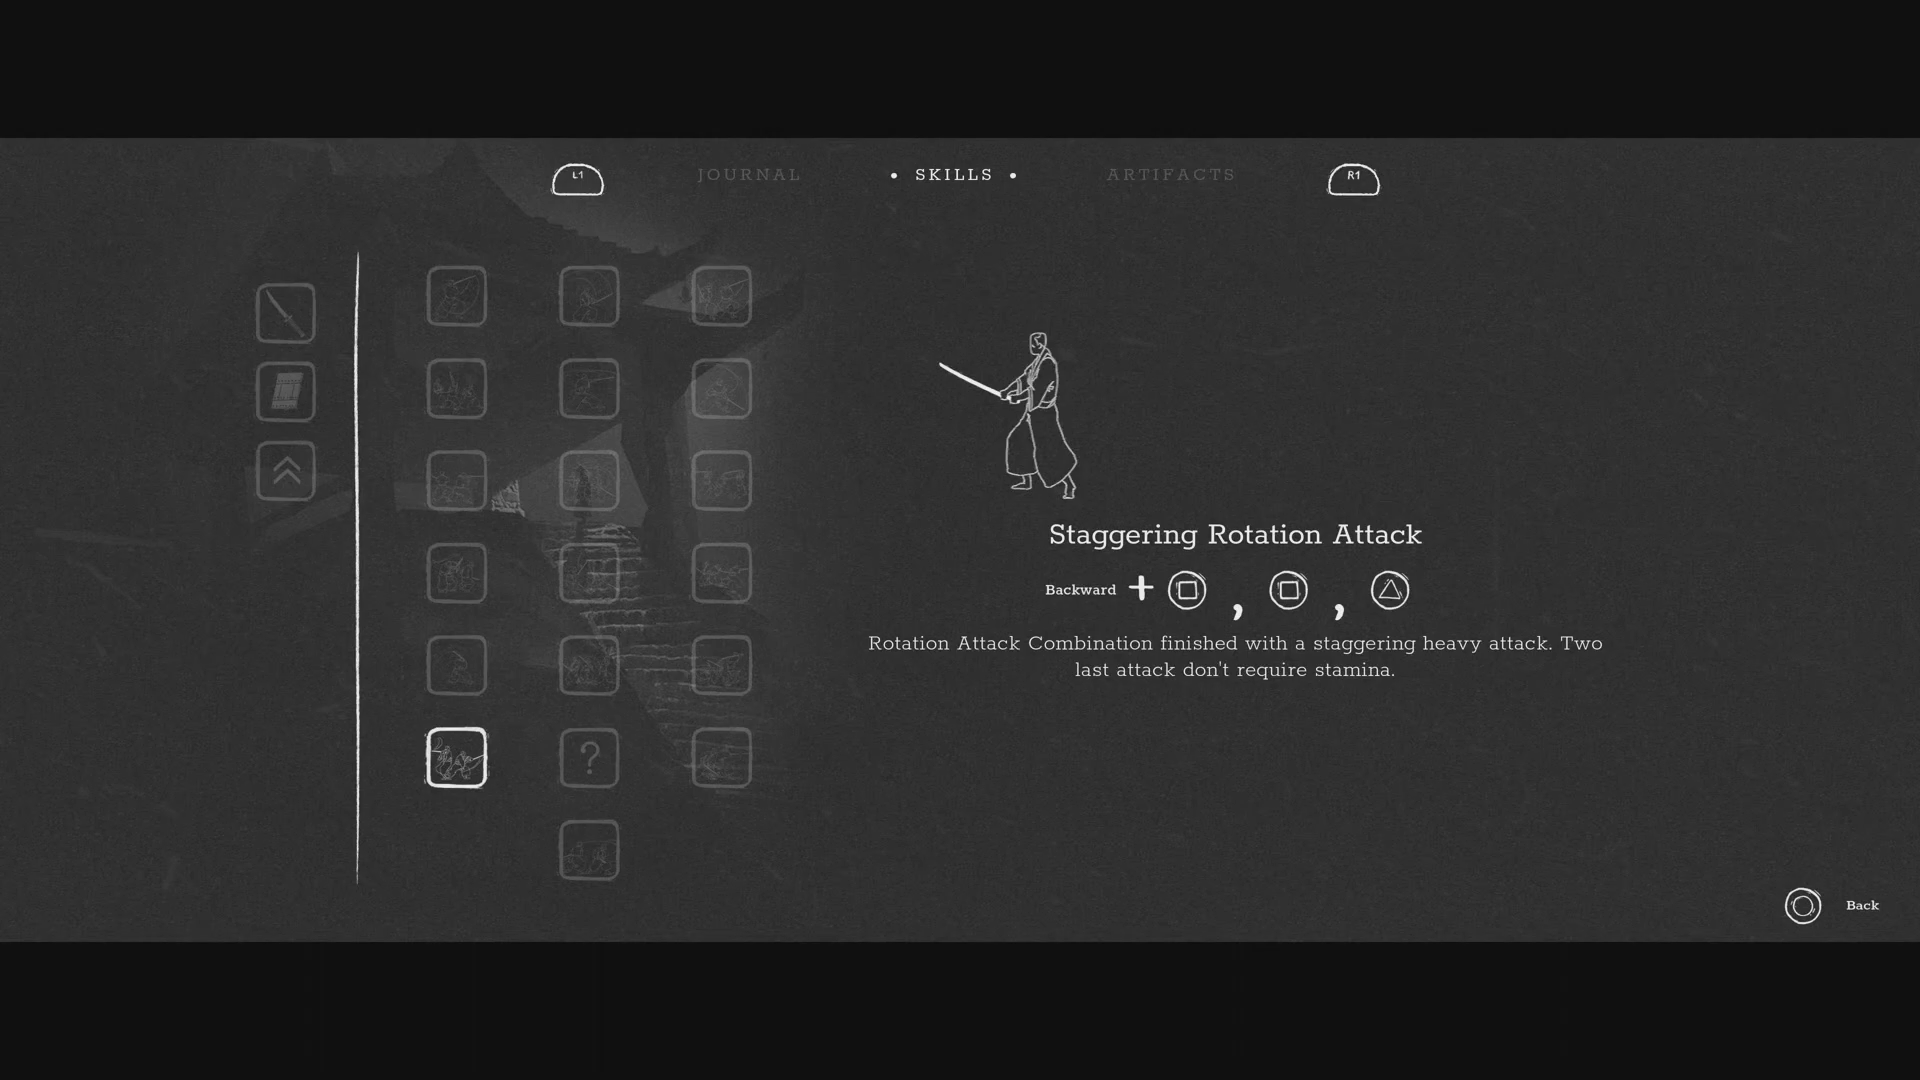 L1 JOURNAL • SKILLS • ARTIFACTS R1
Staggering Rotation Attack
Backward + , ,
Rotation Attack Combination finished with a staggering heavy attack. Two
last attack don't require stamina.
?
Back